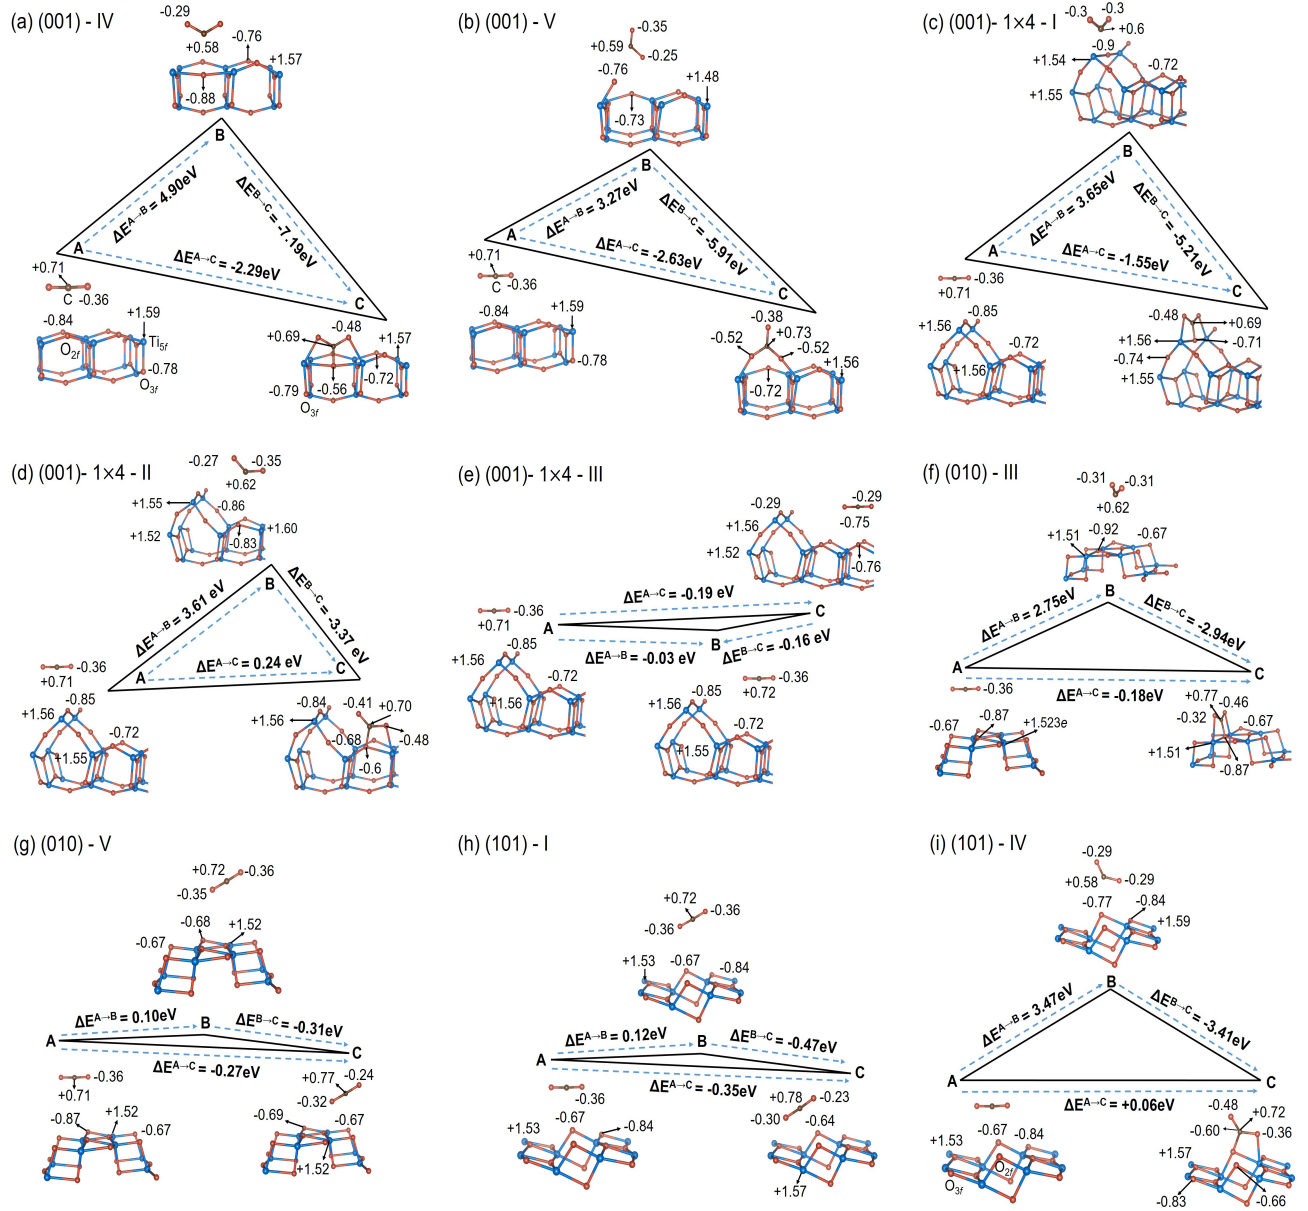 (a) (001) - IV
-0.29
+0.58
-0.76
+1.57
-0.88
B
ΔE^A→B = 4.90eV
ΔE^B→C = -7.19eV
A
ΔE^A→C = -2.29eV
C
+0.71
C
-0.36
-0.84
+1.59
O2f
Ti5f
-0.78
O3f
+0.69
-0.48
+1.57
-0.79
-0.56
-0.72
O3f
(b) (001) - V
-0.35
+0.59
-0.25
-0.76
+1.48
-0.73
B
ΔE^A→B = 3.27eV
ΔE^B→C = -5.91eV
A
ΔE^A→C = -2.63eV
C
+0.71
C
-0.36
-0.84
+1.59
-0.78
-0.38
+0.73
-0.52
-0.52
+1.56
-0.72
(c) (001)- 1×4 - I
-0.3
-0.3
+0.6
-0.9
+1.54
-0.72
+1.55
B
ΔE^A→B = 3.65eV
ΔE^B→C = -5.21eV
A
ΔE^A→C = -1.55eV
C
-0.36
+0.71
-0.85
+1.56
-0.72
+1.56
-0.48
+0.69
+1.56
-0.71
-0.74
+1.55
(d) (001)- 1×4 - II
-0.27
-0.35
+0.62
+1.55
-0.86
+1.52
+1.60
-0.83
B
ΔE^A→B = 3.61 eV
ΔE^B→C = -3.37 eV
ΔE^A→C = 0.24 eV
A
C
-0.36
+0.71
-0.85
+1.56
-0.72
+1.55
-0.84
-0.41
+0.70
+1.56
-0.68
-0.48
-0.6
(e) (001)- 1×4 - III
-0.29
-0.29
+1.56
-0.75
+1.52
-0.76
ΔE^A→C = -0.19 eV
C
-0.36
A
+0.71
B
ΔE^A→B = -0.03 eV
ΔE^B→C = -0.16 eV
-0.85
+1.56
-0.72
+1.56
-0.36
+0.72
-0.85
+1.56
-0.72
+1.55
(f) (010) - III
-0.31
-0.31
+0.62
-0.92
+1.51
-0.67
B
ΔE^A→B = 2.75eV
ΔE^B→C = -2.94eV
A
C
ΔE^A→C = -0.18eV
-0.36
-0.67
-0.87
+1.523e
+0.77
-0.46
-0.32
-0.67
+1.51
-0.87
(g) (010) - V
+0.72
-0.36
-0.35
-0.68
+1.52
-0.67
ΔE^A→B = 0.10eV
B
ΔE^B→C = -0.31eV
A
C
ΔE^A→C = -0.27eV
-0.36
+0.71
-0.87
+1.52
-0.67
+0.77
-0.24
-0.32
-0.69
-0.67
+1.52
(h) (101) - I
+0.72
-0.36
-0.36
+1.53
-0.67
-0.84
ΔE^A→B = 0.12eV
B
ΔE^B→C = -0.47eV
A
C
ΔE^A→C = -0.35eV
-0.36
+1.53
-0.67
-0.84
+0.78
-0.23
-0.30
-0.64
+1.57
(i) (101) - IV
-0.29
+0.58
-0.29
-0.77
-0.84
+1.59
B
ΔE^A→B = 3.47eV
ΔE^B→C = -3.41eV
A
C
ΔE^A→C = +0.06eV
+1.53
-0.67
-0.84
O2f
O3f
-0.48
+0.72
-0.60
-0.36
+1.57
-0.83
-0.66